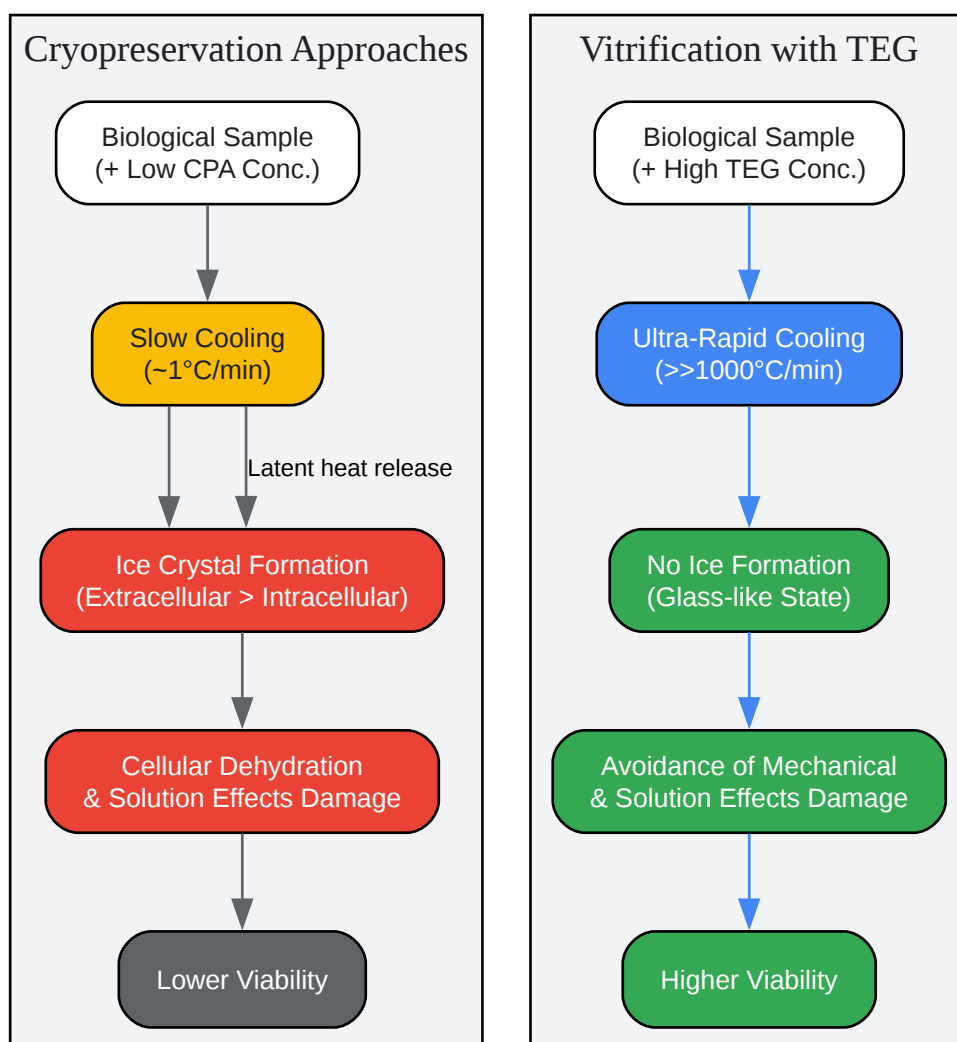 Cryopreservation Approaches
Biological Sample
(+ Low CPA Conc.)
Slow Cooling
(~1°C/min)
Latent heat release
Ice Crystal Formation
(Extracellular > Intracellular)
Cellular Dehydration
& Solution Effects Damage
Lower Viability
Vitrification with TEG
Biological Sample
(+ High TEG Conc.)
Ultra-Rapid Cooling
(>>1000°C/min)
No Ice Formation
(Glass-like State)
Avoidance of Mechanical
& Solution Effects Damage
Higher Viability